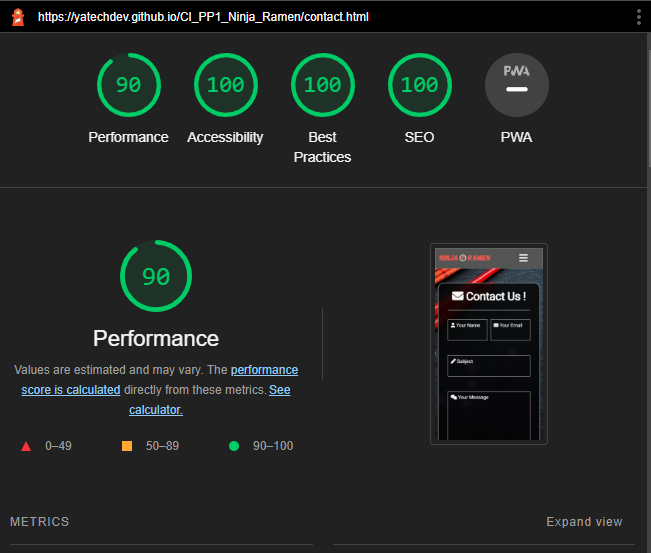 https://yatechdev.github.io/CI_PP1_Ninja_Ramen/contact.html
90
100
100
100
PWA
Performance
Accessibility
Best
Practices
SEO
PWA
90
Performance
Values are estimated and may vary. The performance
score is calculated directly from these metrics. See
calculator.
0–49
50–89
90–100
NINJA RAMEN
Contact Us !
Your Name
Your Email
Subject
Your Message
METRICS
Expand view